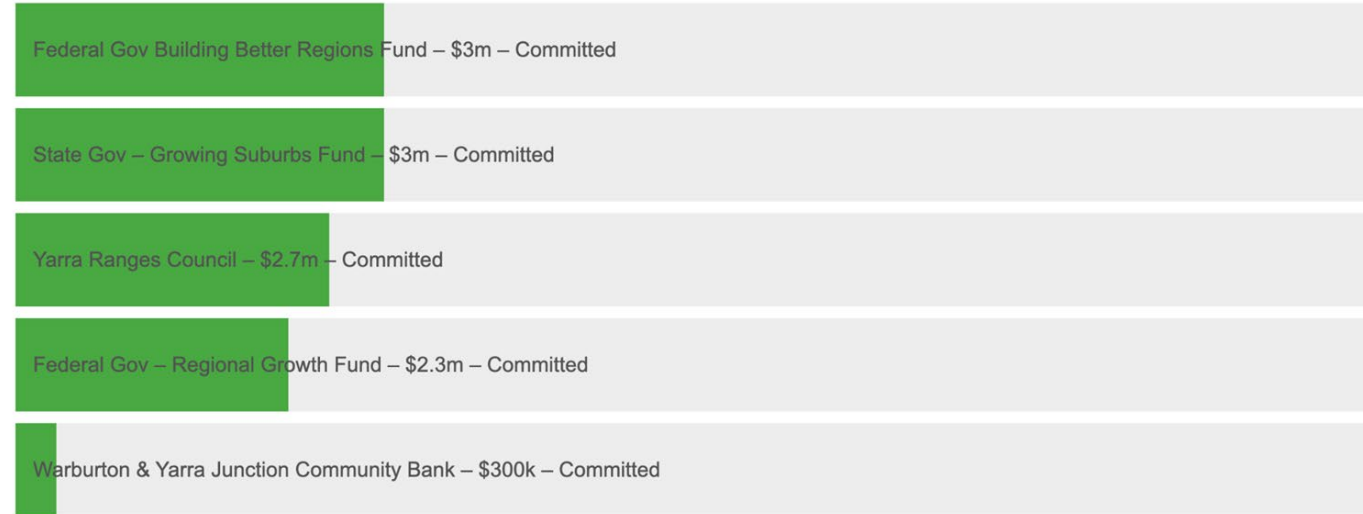 Federal Gov Building Better Regions Fund – $3m – Committed
State Gov – Growing Suburbs Fund – $3m – Committed
Yarra Ranges Council – $2.7m – Committed
Federal Gov – Regional Growth Fund – $2.3m – Committed
Warburton & Yarra Junction Community Bank – $300k – Committed